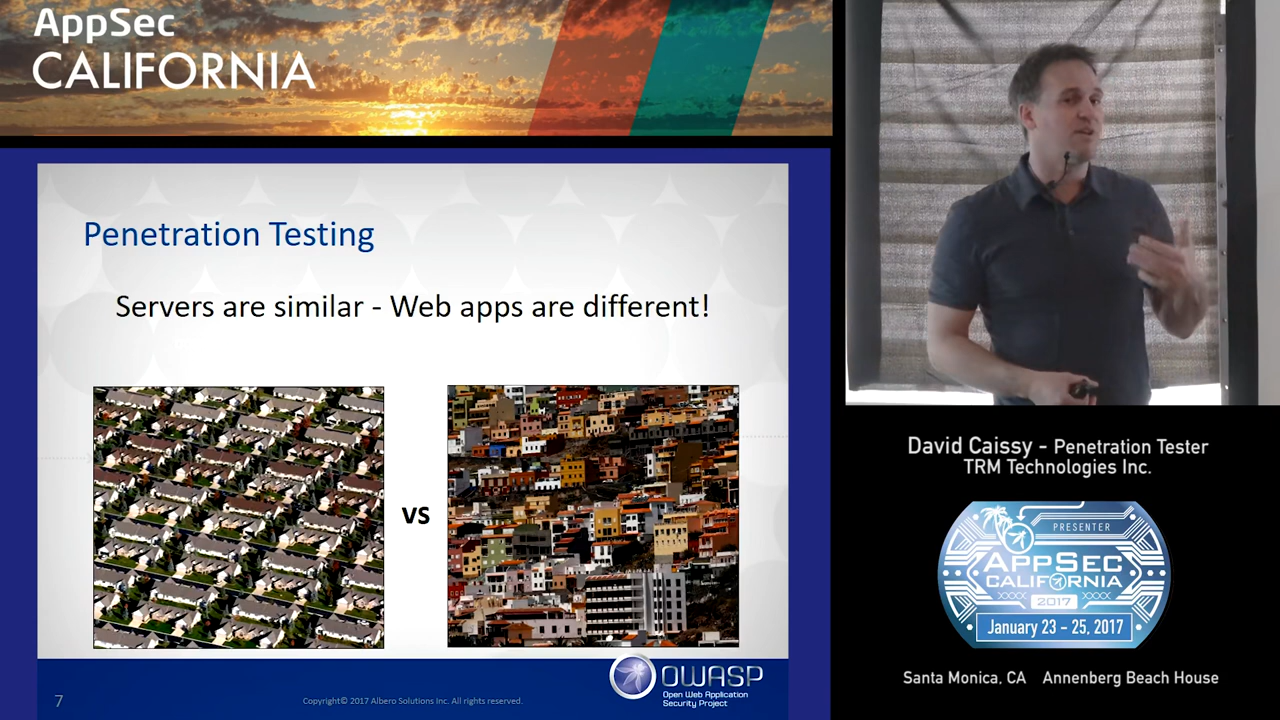 AppSec
CALIFORNIA
Penetration Testing
Servers are similar - Web apps are different!
vs
7
Copyright© 2017 Albero Solutions Inc. All rights reserved.
OWASP
Open Web Application
Security Project
David Caissy - Penetration Tester
TRM Technologies Inc.
PRESENTER
APPSEC
CALIFORNIA
2017
January 23 - 25, 2017
Santa Monica, CA Annenberg Beach House